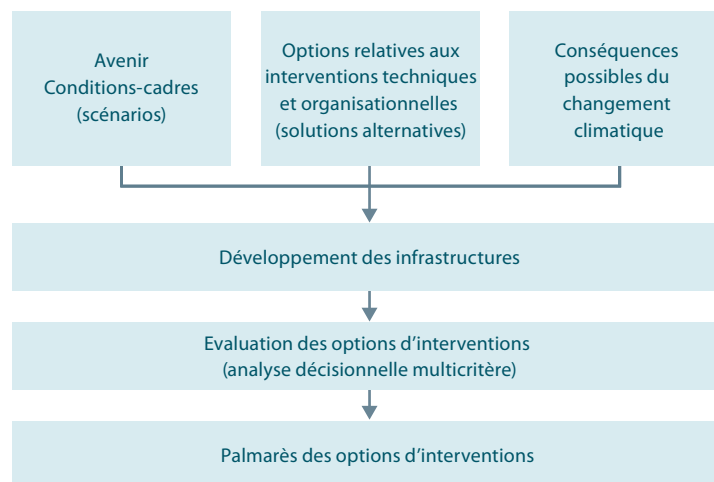 Avenir
Conditions-cadres
(scénarios)
Options relatives aux
interventions techniques
et organisationnelles
(solutions alternatives)
Conséquences
possibles du
changement
climatique
Développement des infrastructures
Evaluation des options d’interventions
(analyse décisionnelle multicritère)
Palmarès des options d’interventions